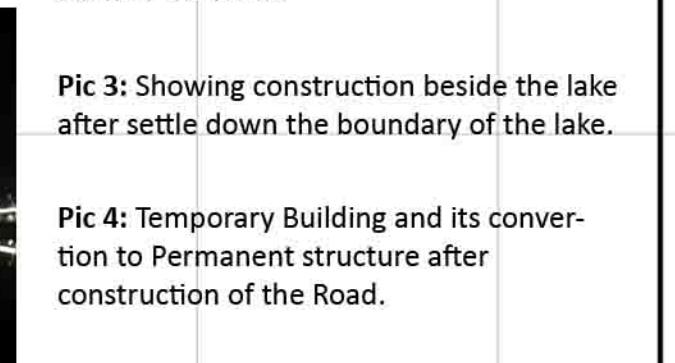 Pic 3: Showing construction beside the lake
after settle down the boundary of the lake.
Pic 4: Temporary Building and its conver-
tion to Permanent structure after
construction of the Road.